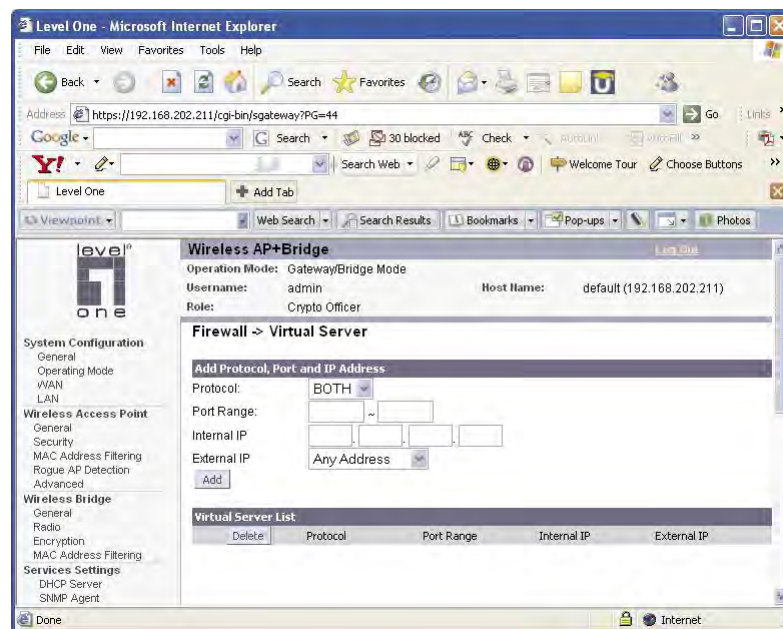 Level One - Microsoft Internet Explorer
File Edit View Favorites Tools Help
Back Search Favorites
Address https://192.168.202.211/cgi-bin/sgateway?PG=44 Go Links »
Google Search 30 blocked Check AutoLink AutoFill »
Y! Search Web Welcome Tour Choose Buttons »
Level One Add Tab
Viewpoint Web Search Search Results Bookmarks Pop-ups Photos
level one
Wireless AP+Bridge Log Out
Operation Mode: Gateway/Bridge Mode
Username: admin Host Name: default (192.168.202.211)
Role: Crypto Officer
System Configuration
General
Operating Mode
WAN
LAN
Wireless Access Point
General
Security
MAC Address Filtering
Rogue AP Detection
Advanced
Wireless Bridge
General
Radio
Encryption
MAC Address Filtering
Services Settings
DHCP Server
SNMP Agent
Firewall -> Virtual Server
Add Protocol, Port and IP Address
Protocol: BOTH
Port Range: ~
Internal IP . . .
External IP Any Address
Add
Virtual Server List
Delete Protocol Port Range Internal IP External IP
Done Internet